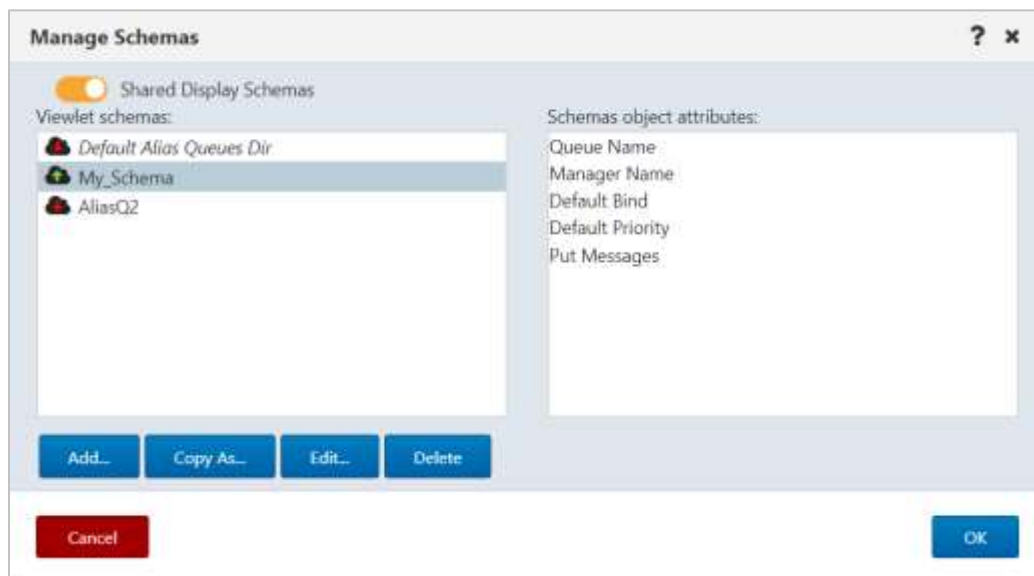 Manage Schemas
? ×
Shared Display Schemas
Viewlet schemas:
Default Alias Queues Dir
My_Schema
AliasQ2
Schemas object attributes:
Queue Name
Manager Name
Default Bind
Default Priority
Put Messages
Add...
Copy As...
Edit...
Delete
Cancel
OK